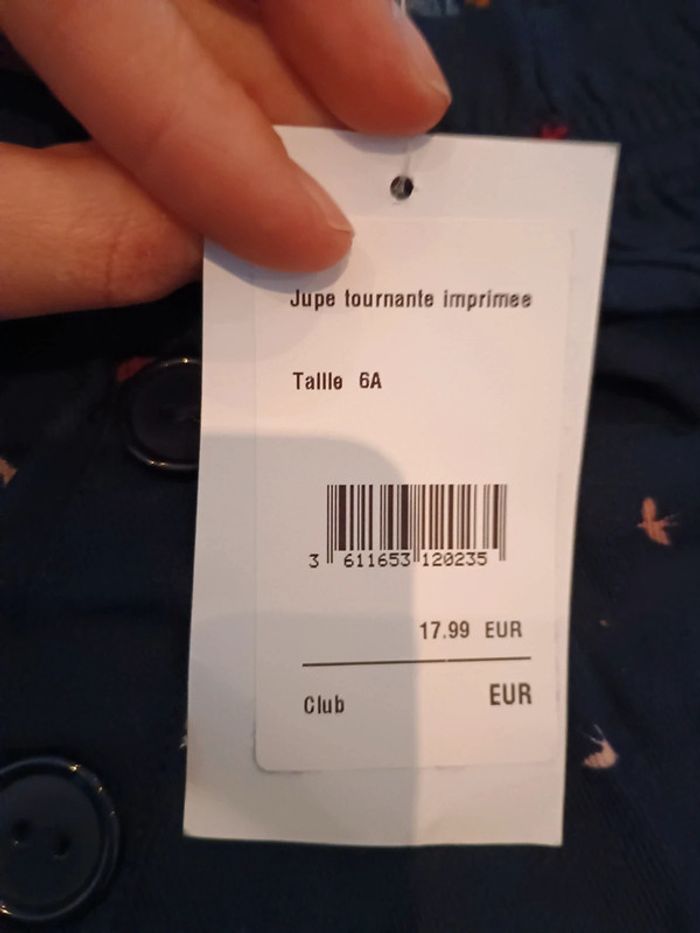 Jupe tournante imprimee
Taille 6A
3 611653 120235
17.99 EUR
Club EUR